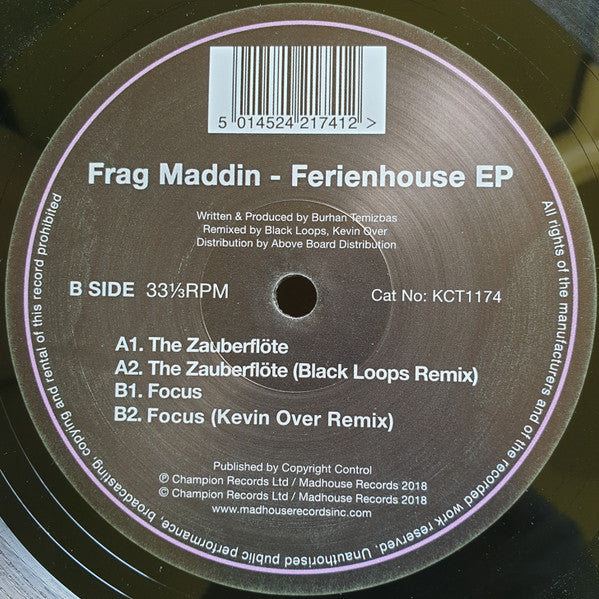 5 014524 217412 >
Frag Maddin - Ferienhouse EP
Written & Produced by Burhan Temizbas
Remixed by Black Loops, Kevin Over
Distribution by Above Board Distribution
B SIDE 33⅓RPM
Cat No: KCT1174
A1. The Zauberflöte
A2. The Zauberflöte (Black Loops Remix)
B1. Focus
B2. Focus (Kevin Over Remix)
Published by Copyright Control
℗ Champion Records Ltd / Madhouse Records 2018
© Champion Records Ltd / Madhouse Records 2018
www.madhouserecordsinc.com
All rights of the manufacturers and of the recorded work reserved. Unauthorised public performance, broadcasting, copying and rental of this record prohibited